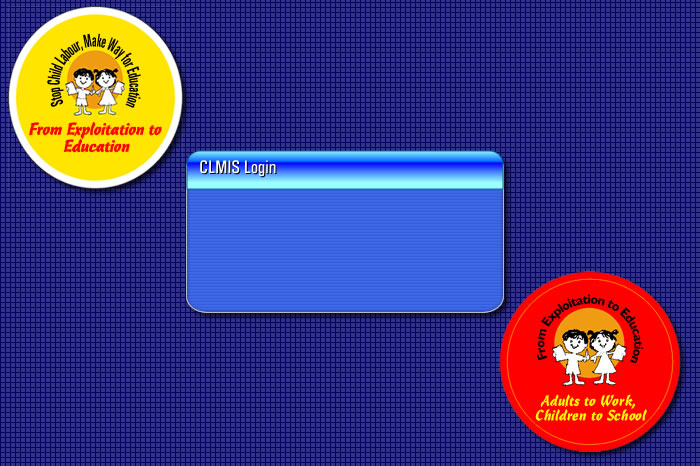 Stop Child Labour, Make Way for Education
From Exploitation to
Education
CLMIS Login
From Exploitation to Education
Adults to Work,
Children to School